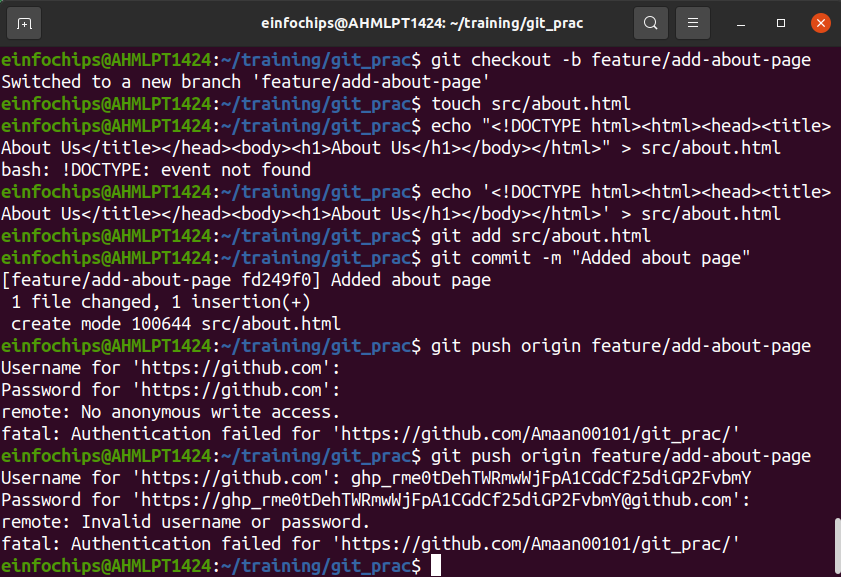 einfochips@AHMLPT1424: ~/training/git_prac
einfochips@AHMLPT1424:~/training/git_prac$ git checkout -b feature/add-about-page
Switched to a new branch 'feature/add-about-page'
einfochips@AHMLPT1424:~/training/git_prac$ touch src/about.html
einfochips@AHMLPT1424:~/training/git_prac$ echo "<!DOCTYPE html><html><head><title>
About Us</title></head><body><h1>About Us</h1></body></html>" > src/about.html
bash: !DOCTYPE: event not found
einfochips@AHMLPT1424:~/training/git_prac$ echo '<!DOCTYPE html><html><head><title>
About Us</title></head><body><h1>About Us</h1></body></html>' > src/about.html
einfochips@AHMLPT1424:~/training/git_prac$ git add src/about.html
einfochips@AHMLPT1424:~/training/git_prac$ git commit -m "Added about page"
[feature/add-about-page fd249f0] Added about page
 1 file changed, 1 insertion(+)
 create mode 100644 src/about.html
einfochips@AHMLPT1424:~/training/git_prac$ git push origin feature/add-about-page
Username for 'https://github.com':
Password for 'https://github.com':
remote: No anonymous write access.
fatal: Authentication failed for 'https://github.com/Amaan00101/git_prac/'
einfochips@AHMLPT1424:~/training/git_prac$ git push origin feature/add-about-page
Username for 'https://github.com': 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
Password for 'https://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@github.com':
remote: Invalid username or password.
fatal: Authentication failed for 'https://github.com/Amaan00101/git_prac/'
einfochips@AHMLPT1424:~/training/git_prac$